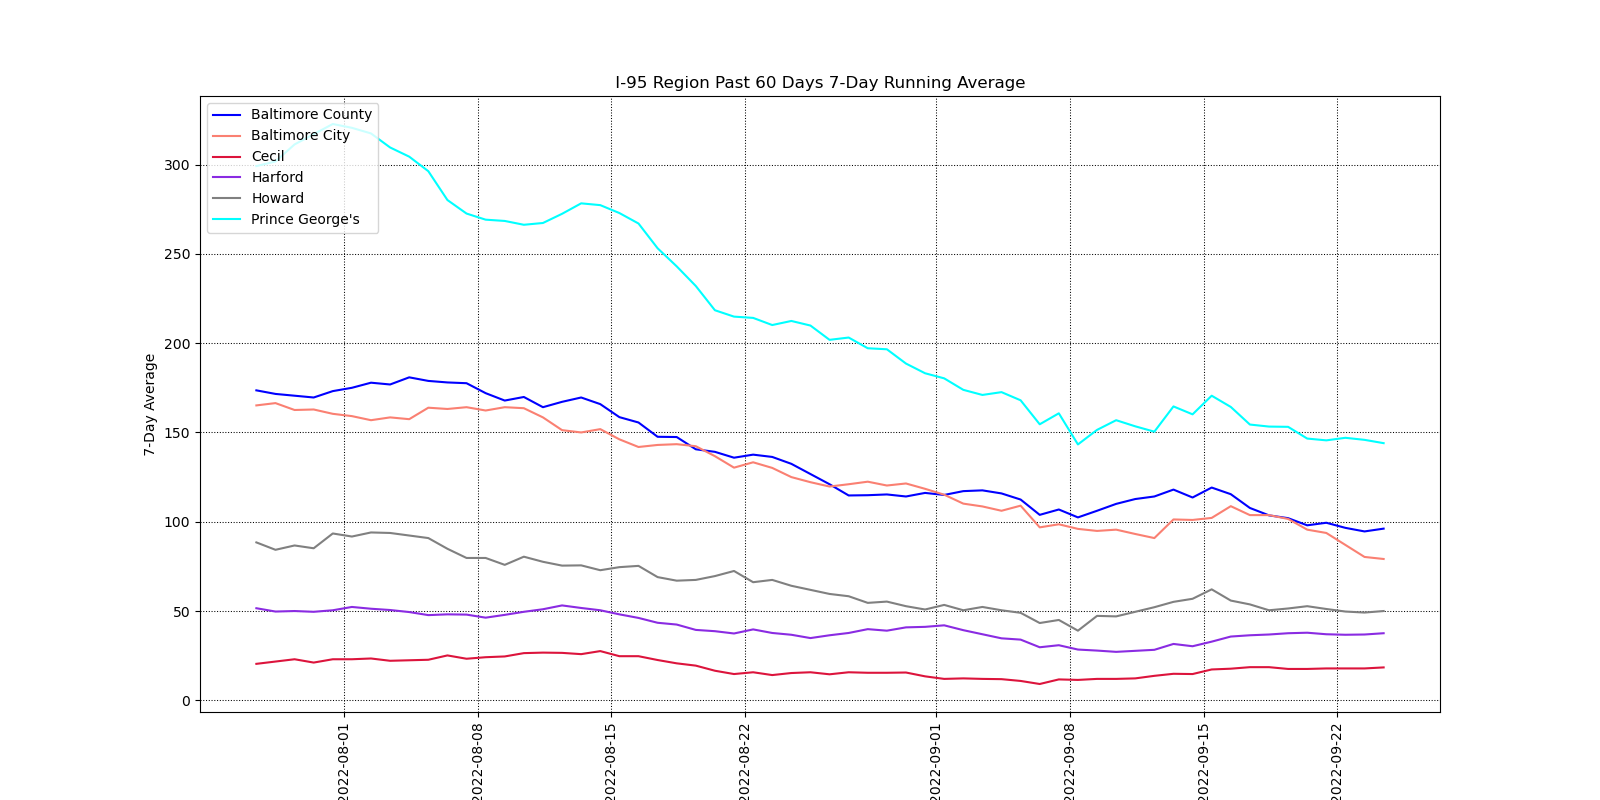 I-95 Region Past 60 Days 7-Day Running Average
Baltimore County
Baltimore City
Cecil
Harford
Howard
Prince George's
300
250
200
150
100
50
0
7-Day Average
2022-08-01
2022-08-08
2022-08-15
2022-08-22
2022-09-01
2022-09-08
2022-09-15
2022-09-22